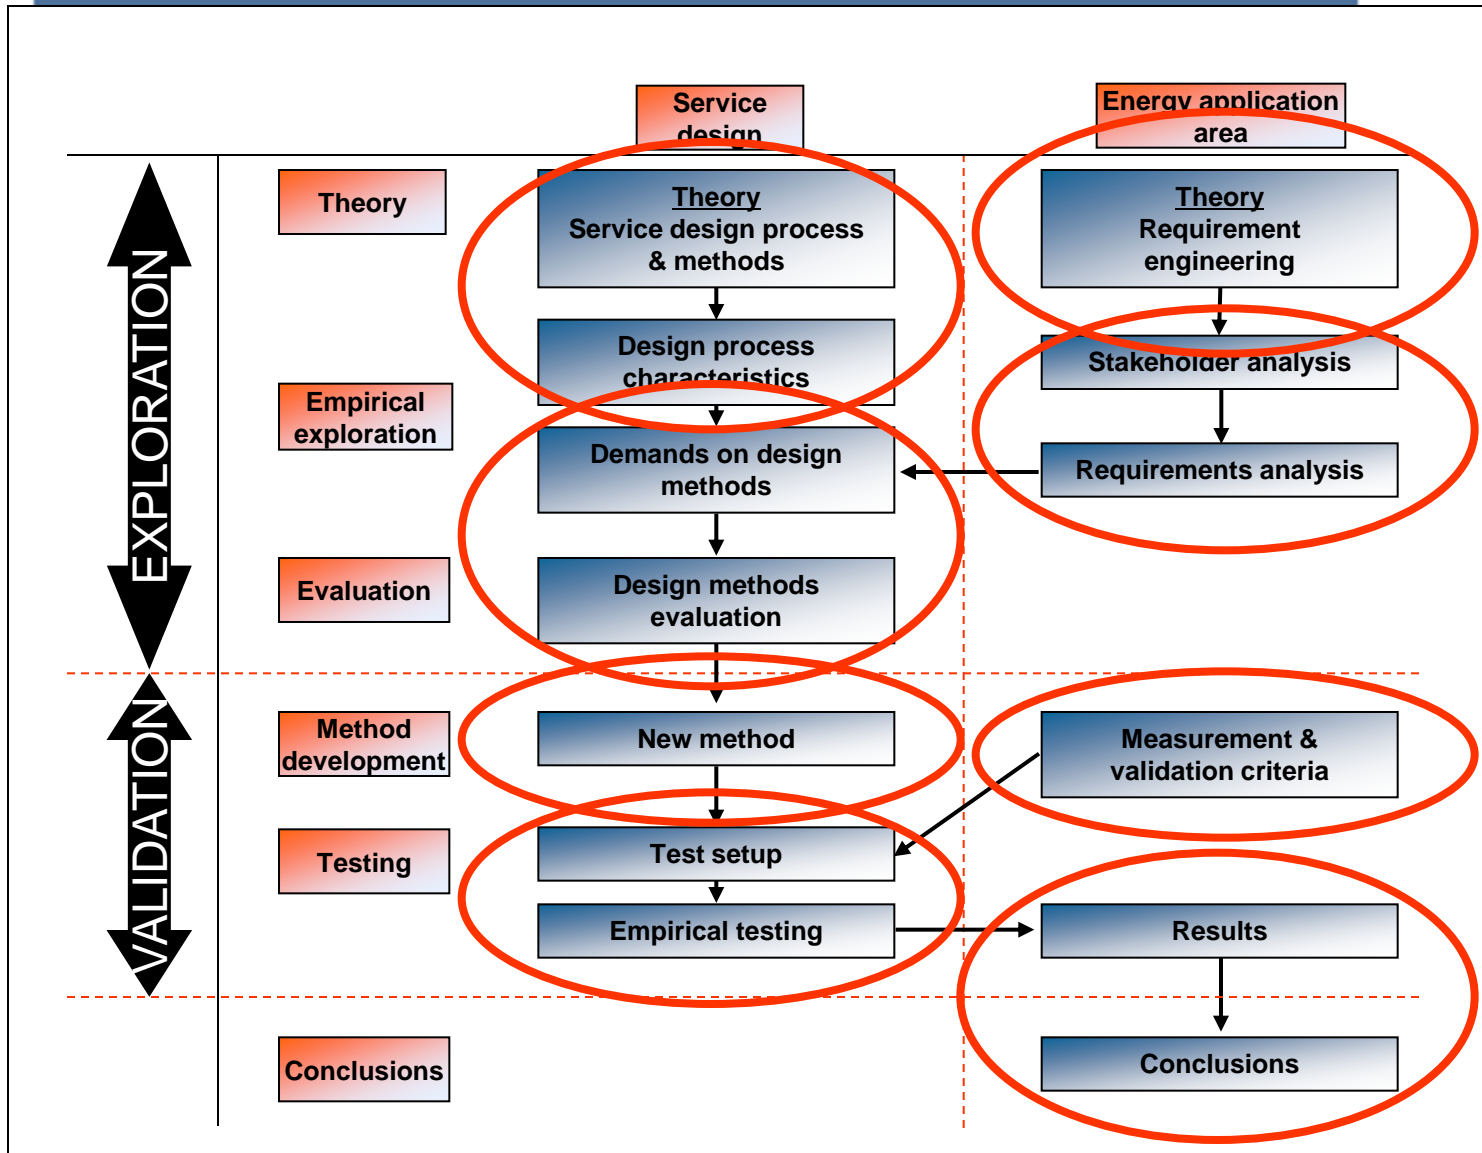 Service
design
Energy application
area
EXPLORATION
Theory
Theory
Service design process
& methods
Theory
Requirement
engineering
Design process
characteristics
Stakeholder analysis
Empirical
exploration
Demands on design
methods
Requirements analysis
Evaluation
Design methods
evaluation
VALIDATION
Method
development
New method
Measurement &
validation criteria
Testing
Test setup
Empirical testing
Results
Conclusions
Conclusions